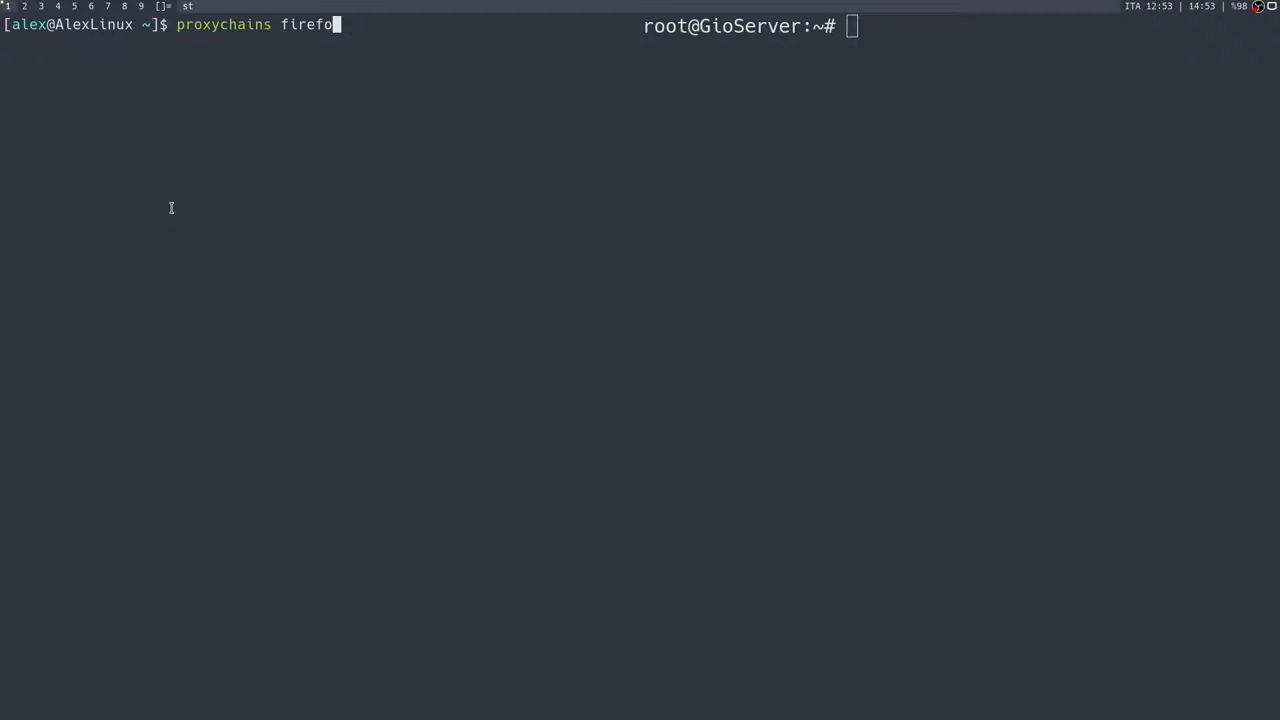 1 2 3 4 5 6 7 8 9 []= st ITA 12:53 | 14:53 | %98
[alex@AlexLinux ~]$ proxychains firefo
root@GioServer:~#